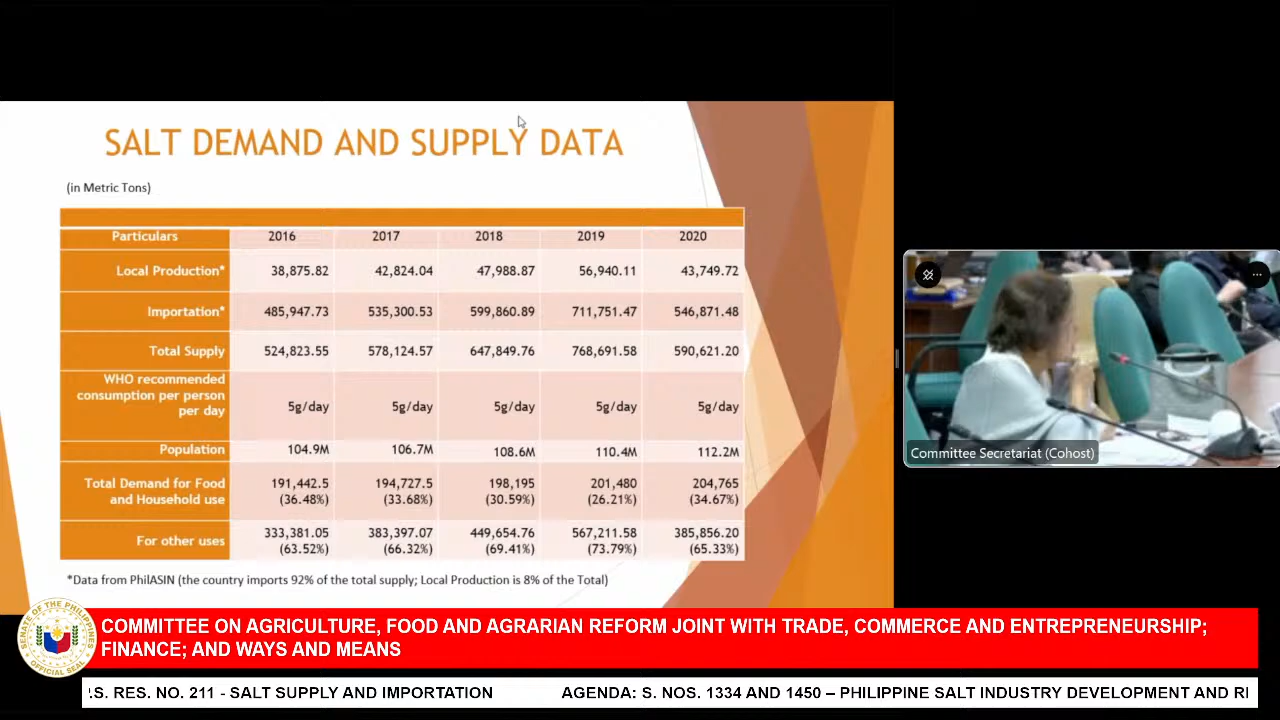 SALT DEMAND AND SUPPLY DATA
(in Metric Tons)
Particulars 2016 2017 2018 2019 2020
Local Production* 38,875.82 42,824.04 47,988.87 56,940.11 43,749.72
Importation* 485,947.73 535,300.53 599,860.89 711,751.47 546,871.48
Total Supply 524,823.55 578,124.57 647,849.76 768,691.58 590,621.20
WHO recommended
consumption per person
per day
5g/day 5g/day 5g/day 5g/day 5g/day
Population 104.9M 106.7M 108.6M 110.4M 112.2M
Total Demand for Food 191,442.5 194,727.5 198,195 201,480 204,765
and Household use (36.48%) (33.68%) (30.59%) (26.21%) (34.67%)
For other uses 333,381.05 383,397.07 449,654.76 567,211.58 385,856.20
(63.52%) (66.32%) (69.41%) (73.79%) (65.33%)
*Data from PhilASIN (the country imports 92% of the total supply; Local Production is 8% of the Total)
Committee Secretariat (Cohost)
SENATE OF THE PHILIPPINES
OFFICIAL SEAL
COMMITTEE ON AGRICULTURE, FOOD AND AGRARIAN REFORM JOINT WITH TRADE, COMMERCE AND ENTREPRENEURSHIP;
FINANCE; AND WAYS AND MEANS
.S. RES. NO. 211 - SALT SUPPLY AND IMPORTATION AGENDA: S. NOS. 1334 AND 1450 – PHILIPPINE SALT INDUSTRY DEVELOPMENT AND